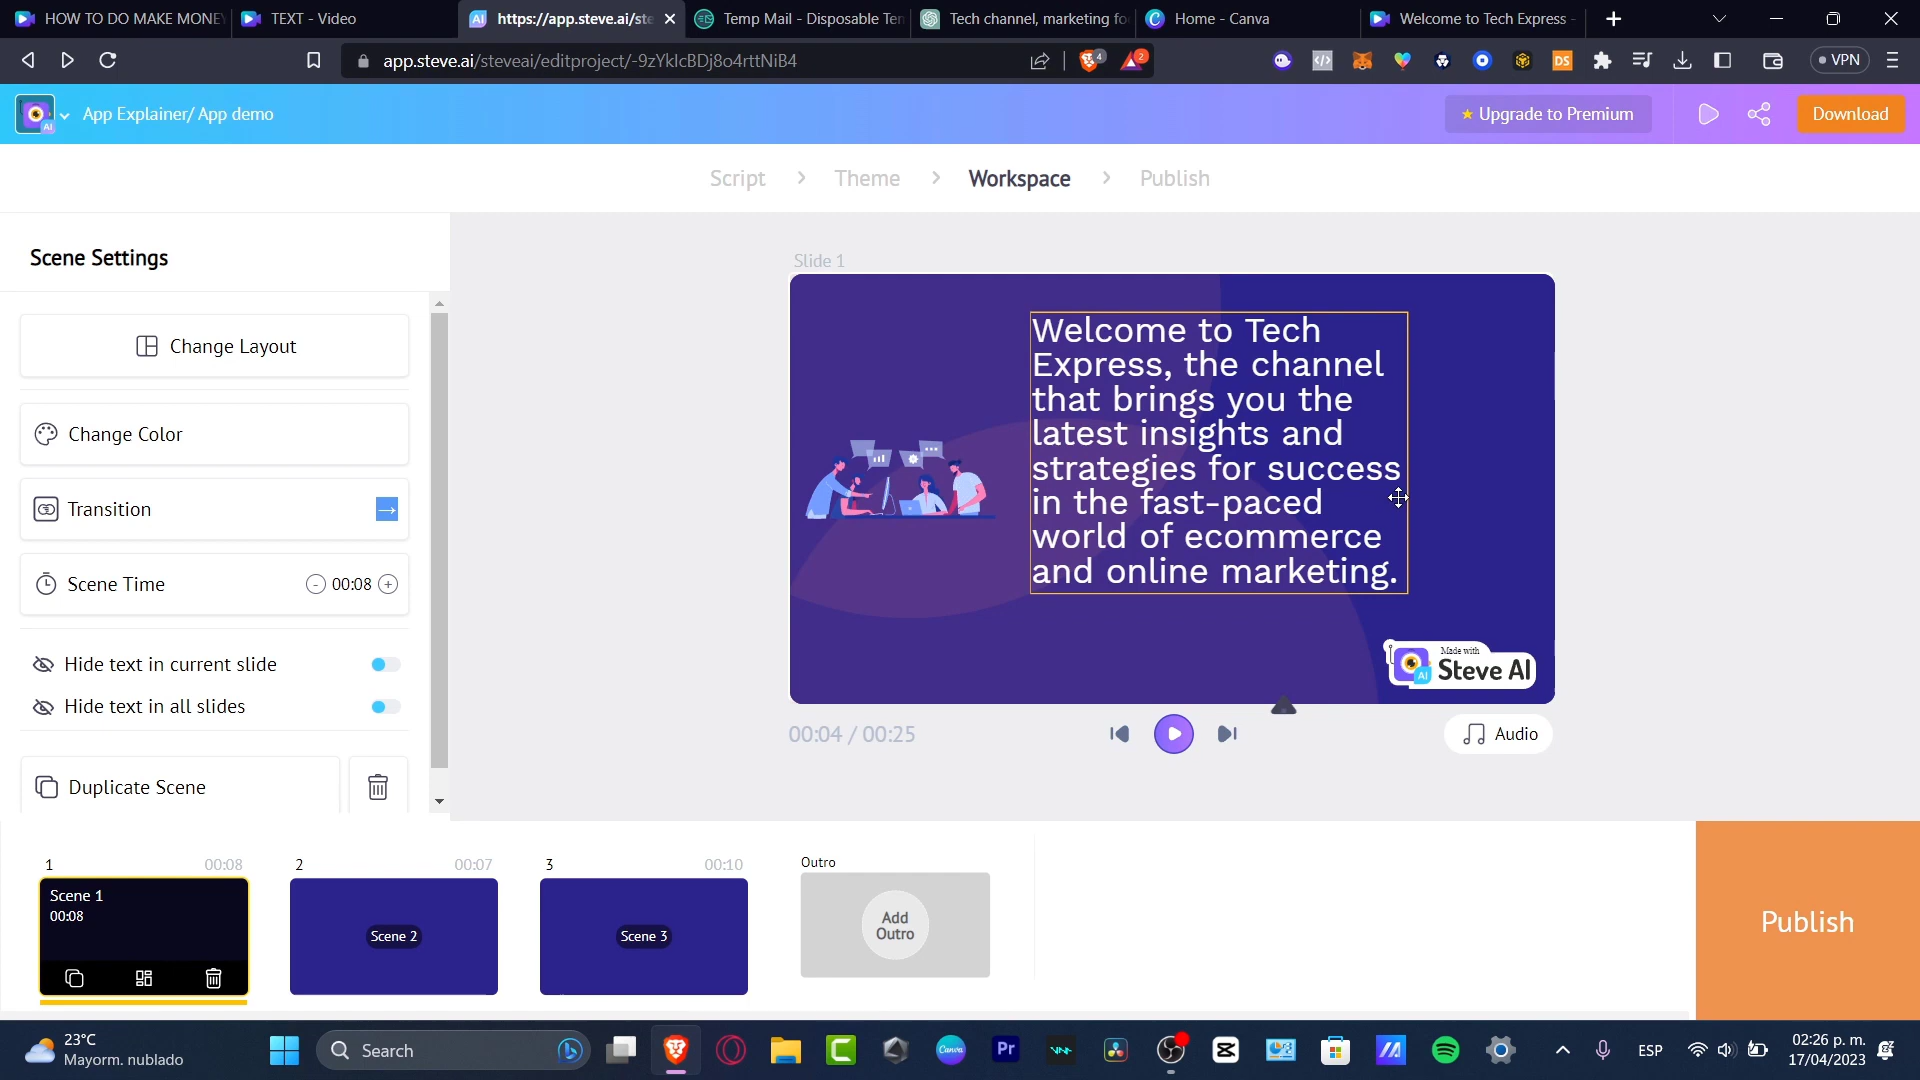 HOW TO DO MAKE MONEY
TEXT - Video
https://app.steve.ai/ste
Temp Mail - Disposable Ten
Tech channel, marketing fo
Home - Canva
Welcome to Tech Express -
app.steve.ai/steveai/editproject/-9zYklcBDj8o4rttNiB4
4
2
DS
VPN
AI
App Explainer/ App demo
Upgrade to Premium
Download
Script
Theme
Workspace
Publish
Scene Settings
Slide 1
Change Layout
Change Color
Transition
Scene Time
00:08
Hide text in current slide
Hide text in all slides
Duplicate Scene
Welcome to Tech
Express, the channel
that brings you the
latest insights and
strategies for success
in the fast-paced
world of ecommerce
and online marketing.
Made with
AI
Steve AI
00:04 / 00:25
Audio
1
00:08
Scene 1
00:08
2
00:07
Scene 2
3
00:10
Scene 3
Outro
Add
Outro
Publish
23°C
Mayorm. nublado
Search
Canva
Pr
ESP
02:26 p. m.
17/04/2023